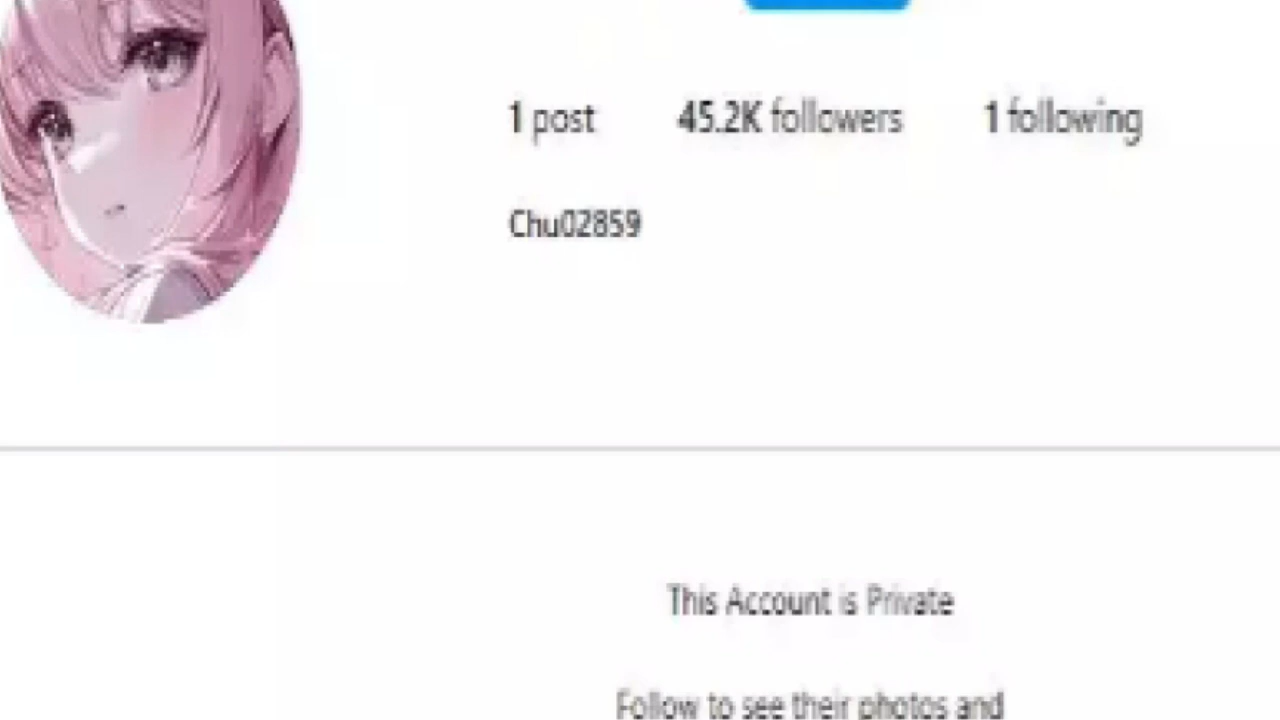 1 post 45.2K followers 1 following
Chu02859
This Account is Private
Follow to see their photos and